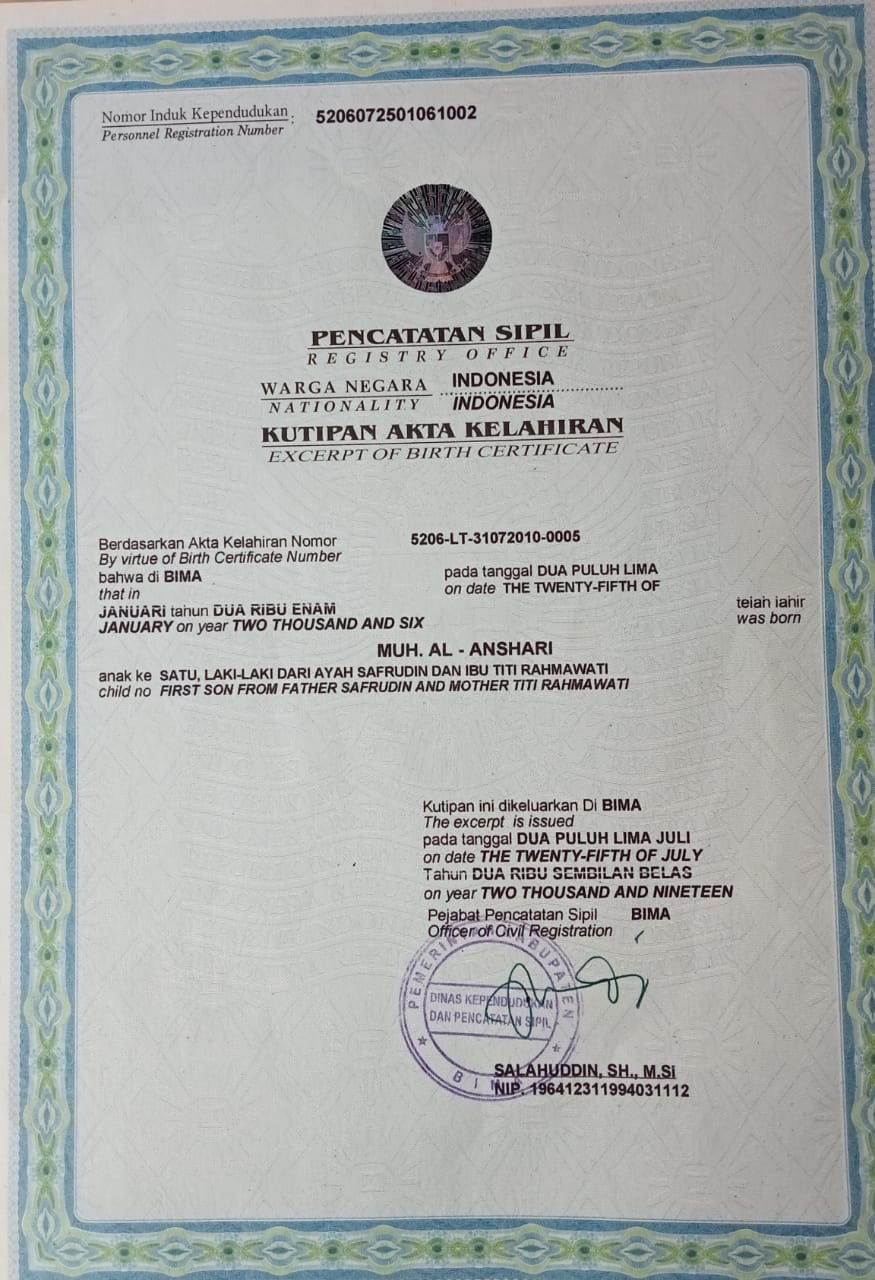 Nomor Induk Kependudukan : 5206072501061002
Personnel Registration Number
PENCATATAN SIPIL
REGISTRY OFFICE
WARGA NEGARA INDONESIA
NATIONALITY INDONESIA
KUTIPAN AKTA KELAHIRAN
EXCERPT OF BIRTH CERTIFICATE
Berdasarkan Akta Kelahiran Nomor 5206-LT-31072010-0005
By virtue of Birth Certificate Number
bahwa di BIMA pada tanggal DUA PULUH LIMA
that in on date THE TWENTY-FIFTH OF
JANUARI tahun DUA RIBU ENAM telah lahir
JANUARY on year TWO THOUSAND AND SIX was born
MUH. AL - ANSHARI
anak ke SATU, LAKI-LAKI DARI AYAH SAFRUDIN DAN IBU TITI RAHMAWATI
child no FIRST SON FROM FATHER SAFRUDIN AND MOTHER TITI RAHMAWATI
Kutipan ini dikeluarkan Di BIMA
The excerpt is issued
pada tanggal DUA PULUH LIMA JULI
on date THE TWENTY-FIFTH OF JULY
Tahun DUA RIBU SEMBILAN BELAS
on year TWO THOUSAND AND NINETEEN
Pejabat Pencatatan Sipil BIMA
Officer of Civil Registration
PEMERINTAH KABUPATEN
DINAS KEPENDUDUKAN
DAN PENCATATAN SIPIL
BIMA
SALAHUDDIN, SH., M.Si
NIP. 196412311994031112